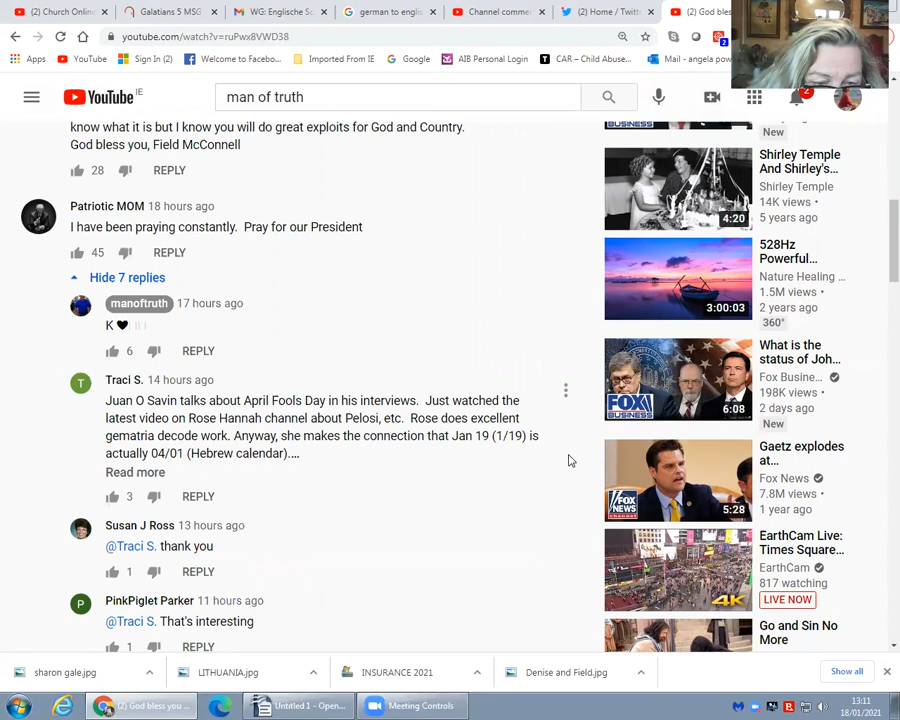 (2) Church Onlin
Galatians 5 MSG
WG: Englische Sc
german to englis
Channel comme
(2) Home / Twitte
(2) God bles
youtube.com/watch?v=ruPwx8VWD38
Apps
YouTube
Sign In (2)
Welcome to Facebo...
Imported From IE
Google
AIB Personal Login
CAR – Child Abuse...
Mail - angela pow
2
YouTube IE
man of truth
2
know what it is but I know you will do great exploits for God and Country.
God bless you, Field McConnell
28
REPLY
Patriotic MOM 18 hours ago
I have been praying constantly. Pray for our President
45
REPLY
Hide 7 replies
manoftruth 17 hours ago
K
6
REPLY
T
Traci S. 14 hours ago
Juan O Savin talks about April Fools Day in his interviews. Just watched the
latest video on Rose Hannah channel about Pelosi, etc. Rose does excellent
gematria decode work. Anyway, she makes the connection that Jan 19 (1/19) is
actually 04/01 (Hebrew calendar)....
Read more
3
REPLY
Susan J Ross 13 hours ago
@Traci S. thank you
1
REPLY
P
PinkPiglet Parker 11 hours ago
@Traci S. That's interesting
1
REPLY
BUSINESS
New
4:20
Shirley Temple
And Shirley's...
Shirley Temple
14K views •
5 years ago
3:00:03
528Hz
Powerful...
Nature Healing ...
1.5M views •
2 years ago
360°
FOX
BUSINESS
6:08
What is the
status of Joh...
Fox Busine...
198K views •
2 days ago
New
FOX
NEWS
channel
5:28
Gaetz explodes
at...
Fox News
7.8M views •
1 year ago
4K
EarthCam Live:
Times Square...
EarthCam
817 watching
LIVE NOW
Go and Sin No
More
sharon gale.jpg
LITHUANIA.jpg
INSURANCE 2021
Denise and Field.jpg
Show all
(2) God bless you ...
Untitled 1 - Open...
Meeting Controls
13:11
18/01/2021